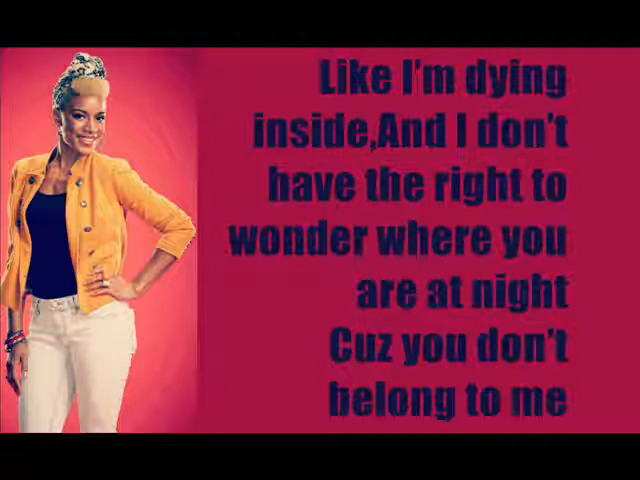 Like I'm dying
inside,And I don't
have the right to
wonder where you
are at night
Cuz you don't
belong to me